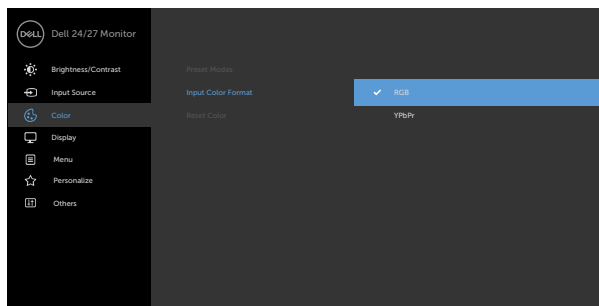 DELL Dell 24/27 Monitor
Brightness/Contrast Preset Modes
Input Source Input Color Format ✓ RGB
Color Reset Color YPbPr
Display
Menu
Personalize
Others